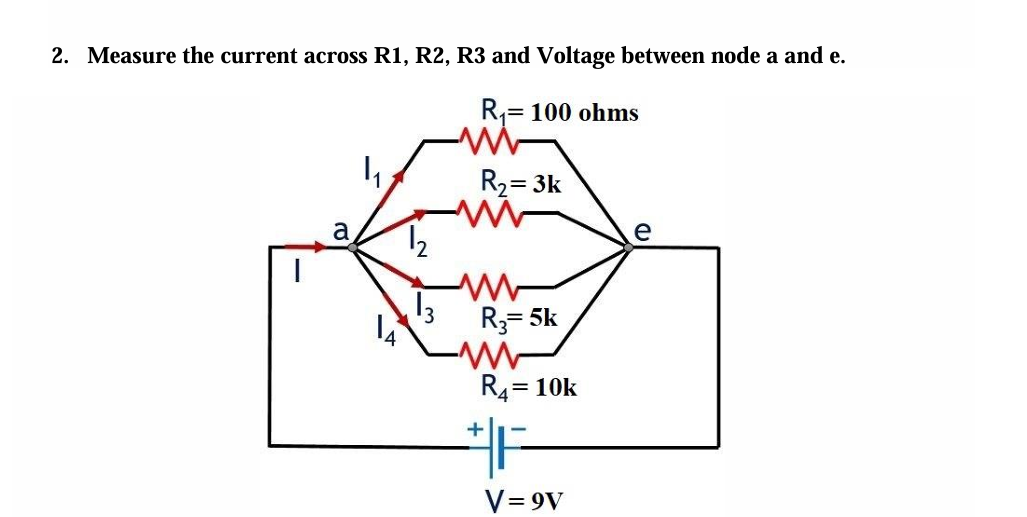 2. Measure the current across R1, R2, R3 and Voltage between node a and e.
R₁= 100 ohms
I₁
R₂= 3k
a
I₂
e
I
I₃
R₃= 5k
I₄
R₄= 10k
+ −
V= 9V